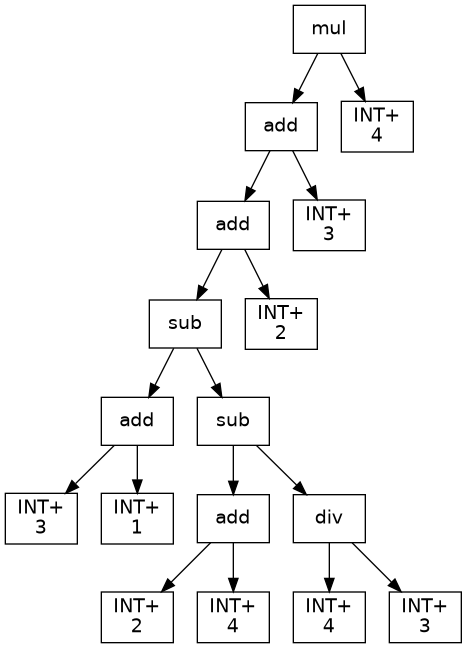 mul
add
INT+
4
add
INT+
3
sub
INT+
2
add
sub
INT+
3
INT+
1
add
div
INT+
2
INT+
4
INT+
4
INT+
3